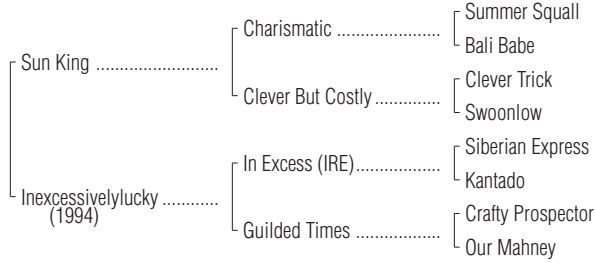 Summer Squall
Charismatic ........................
Bali Babe
Sun King ............................
Clever Trick
Clever But Costly ................
Swoonlow
Siberian Express
In Excess (IRE)....................
Kantado
Inexcessivelylucky ..............
(1994)
Crafty Prospector
Guilded Times .....................
Our Mahney